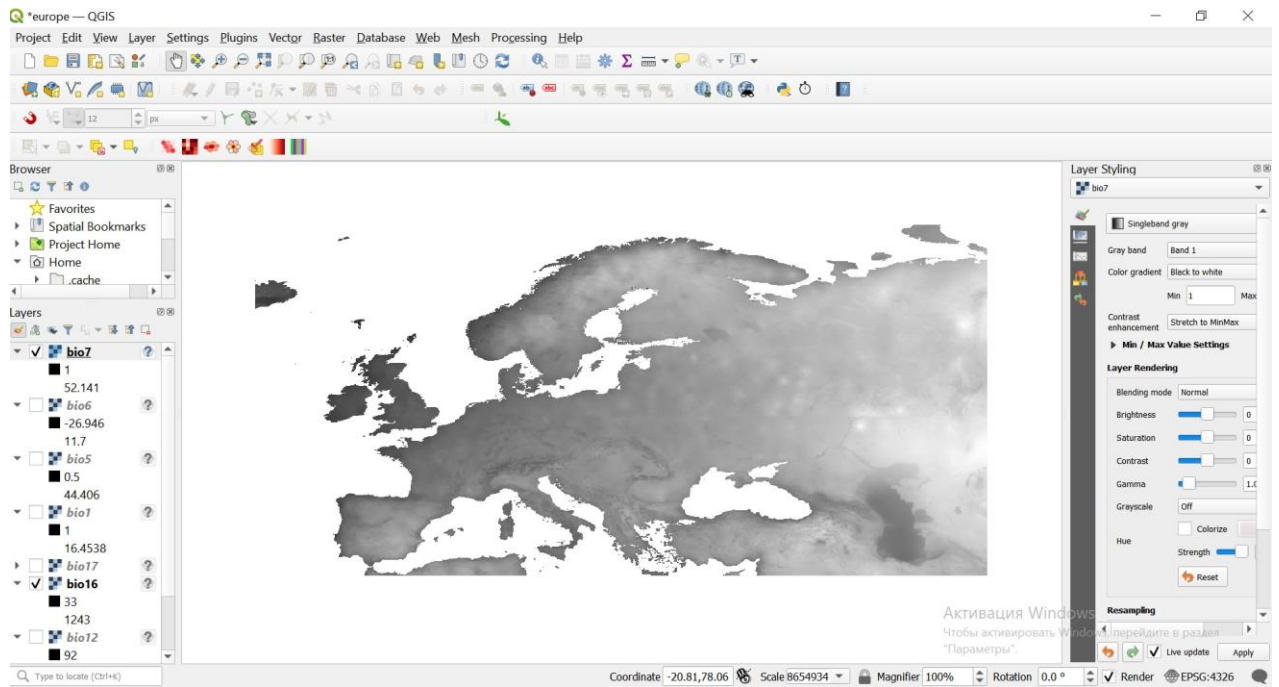 *europe — QGIS
Project Edit View Layer Settings Plugins Vector Raster Database Web Mesh Processing Help
12 px
Browser
Favorites
Spatial Bookmarks
Project Home
Home
.cache
Layers
bio7
1
52.141
bio6
-26.946
11.7
bio5
0.5
44.406
bio1
1
16.4538
bio17
bio16
33
1243
bio12
92
Layer Styling
bio7
Singleband gray
Gray band Band 1
Color gradient Black to white
Min 1 Max
Contrast
enhancement Stretch to MinMax
Min / Max Value Settings
Layer Rendering
Blending mode Normal
Brightness 0
Saturation 0
Contrast 0
Gamma 1.0
Grayscale Off
Hue
Colorize
Strength
Reset
Resampling
Активация Windows
Чтобы активировать Windows, перейдите в раздел
"Параметры".
Live update Apply
Type to locate (Ctrl+K) Coordinate -20.81,78.06 Scale 8654934 Magnifier 100% Rotation 0.0 ° Render EPSG:4326